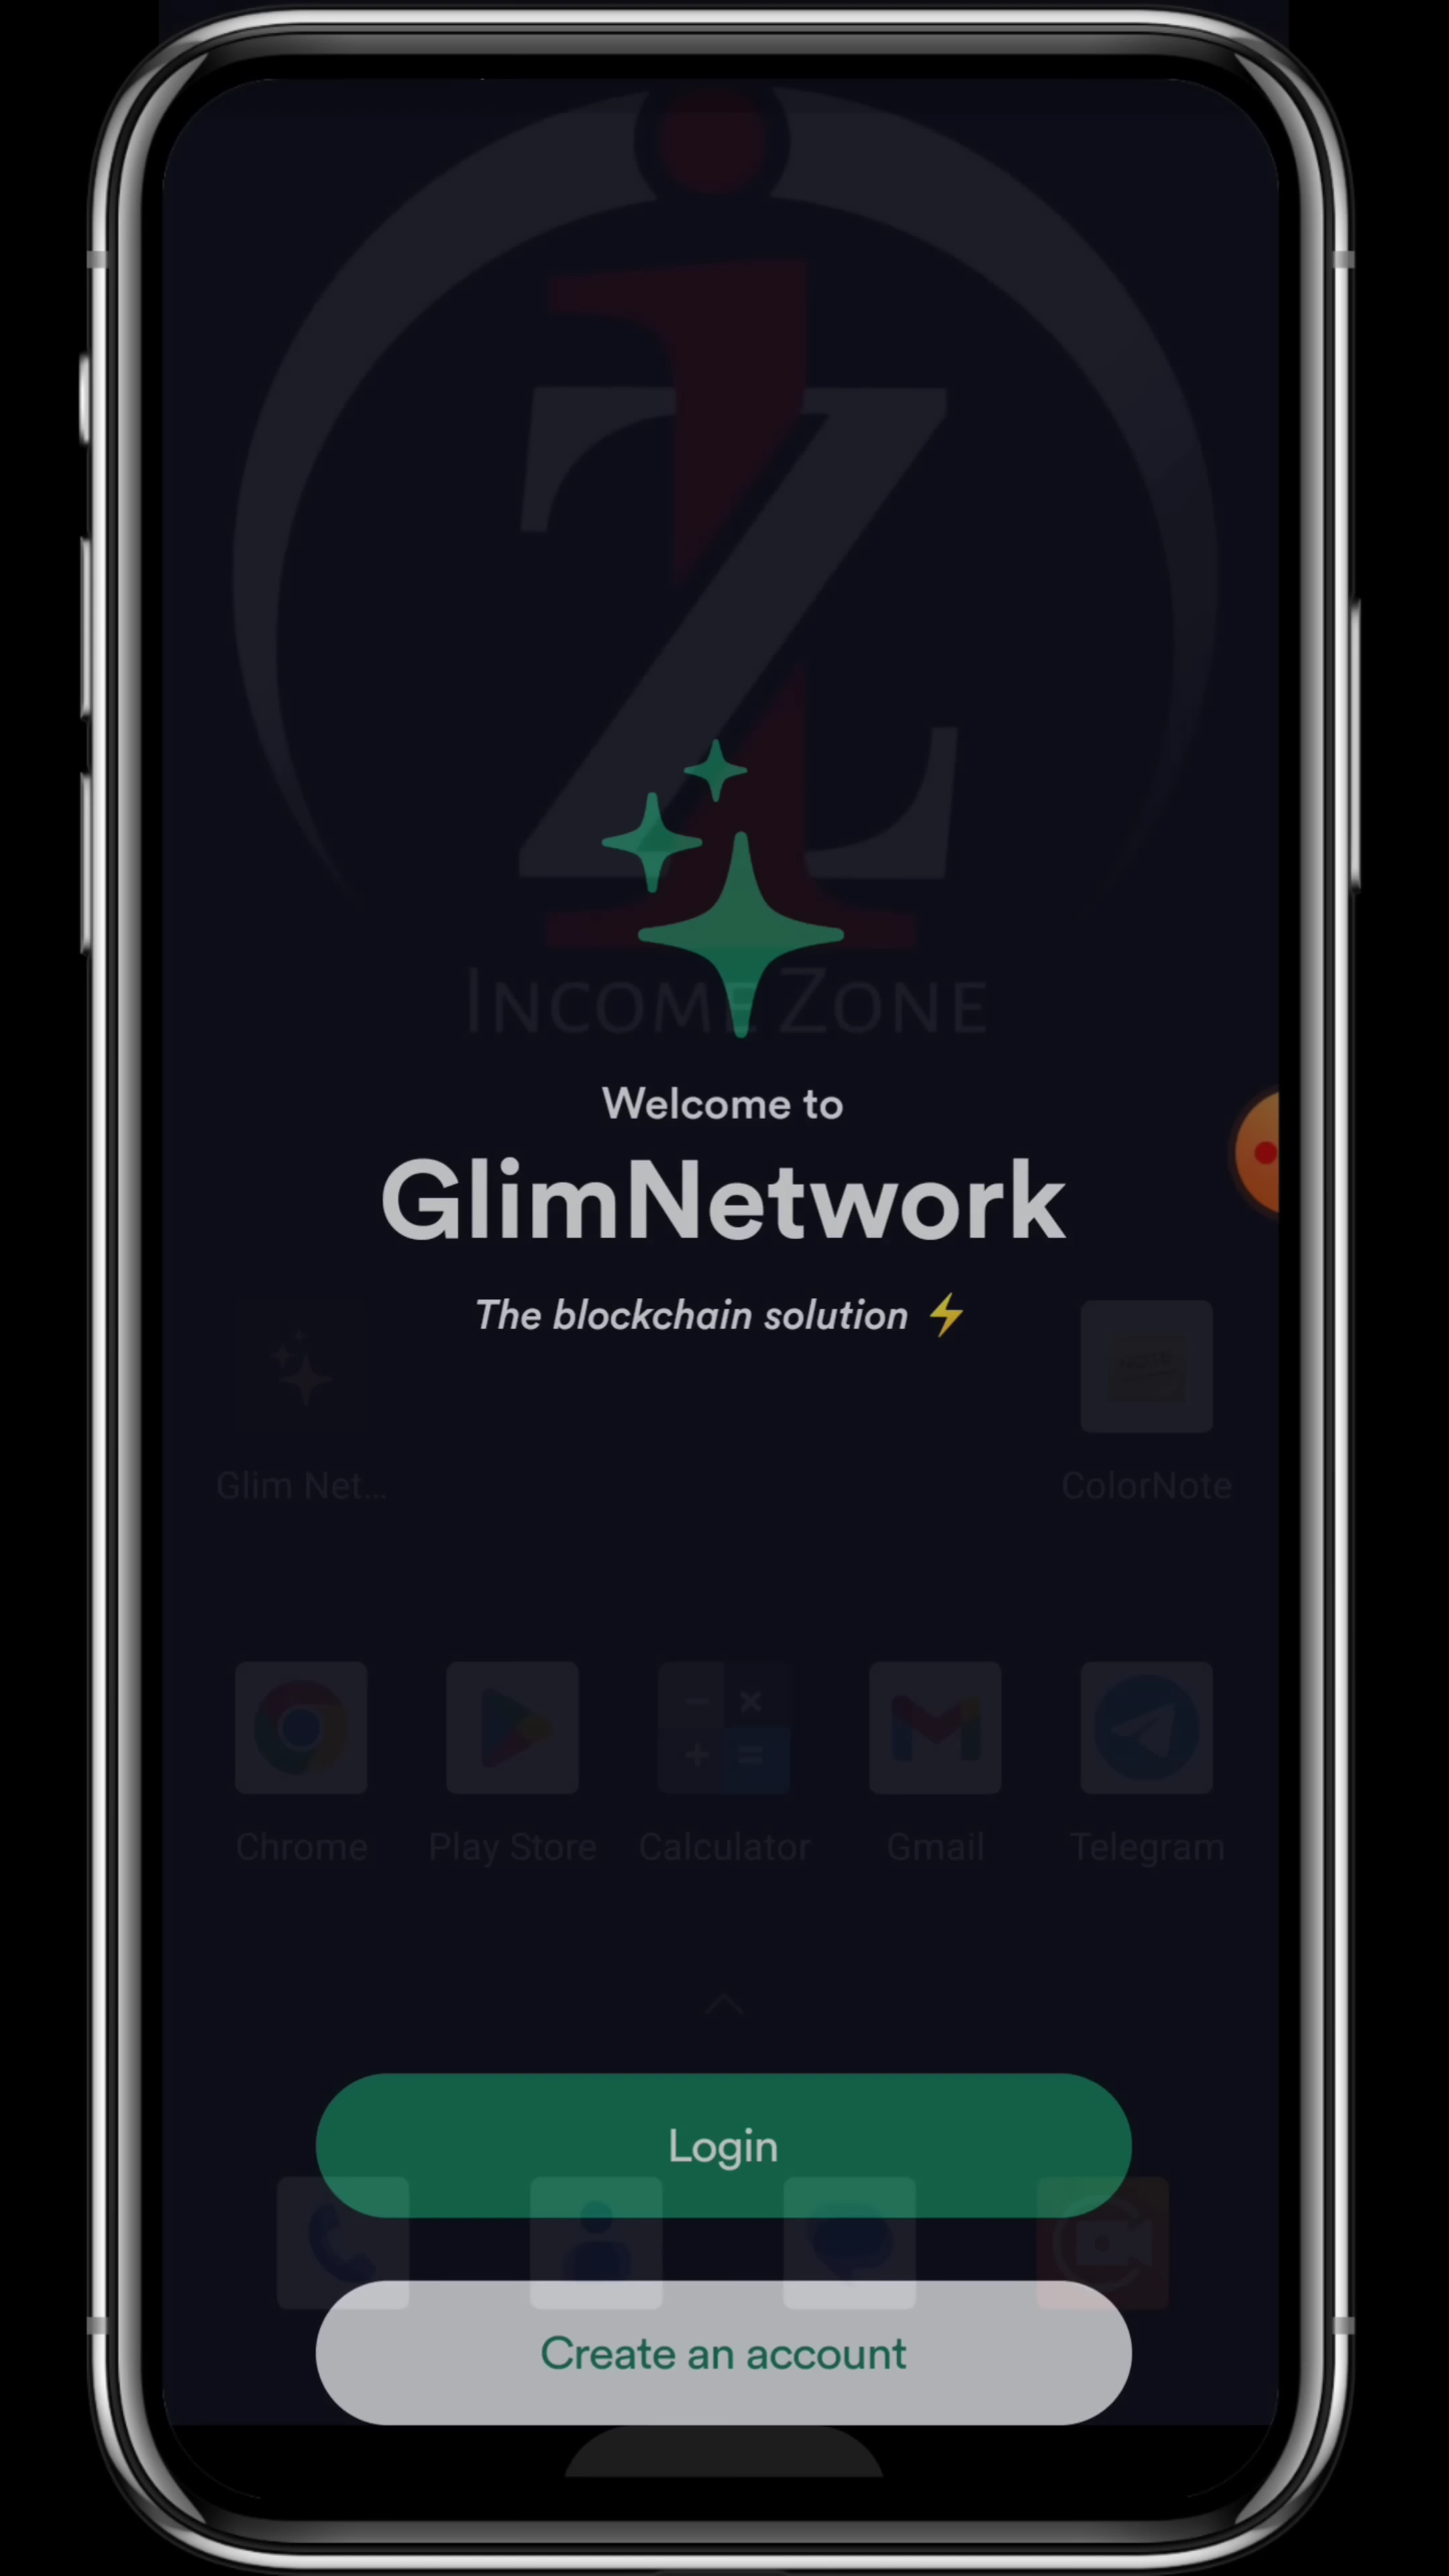 INCOME ZONE
Welcome to
GlimNetwork
The blockchain solution ⚡
Glim Net... ColorNote
Chrome Play Store Calculator Gmail Telegram
Login
Create an account